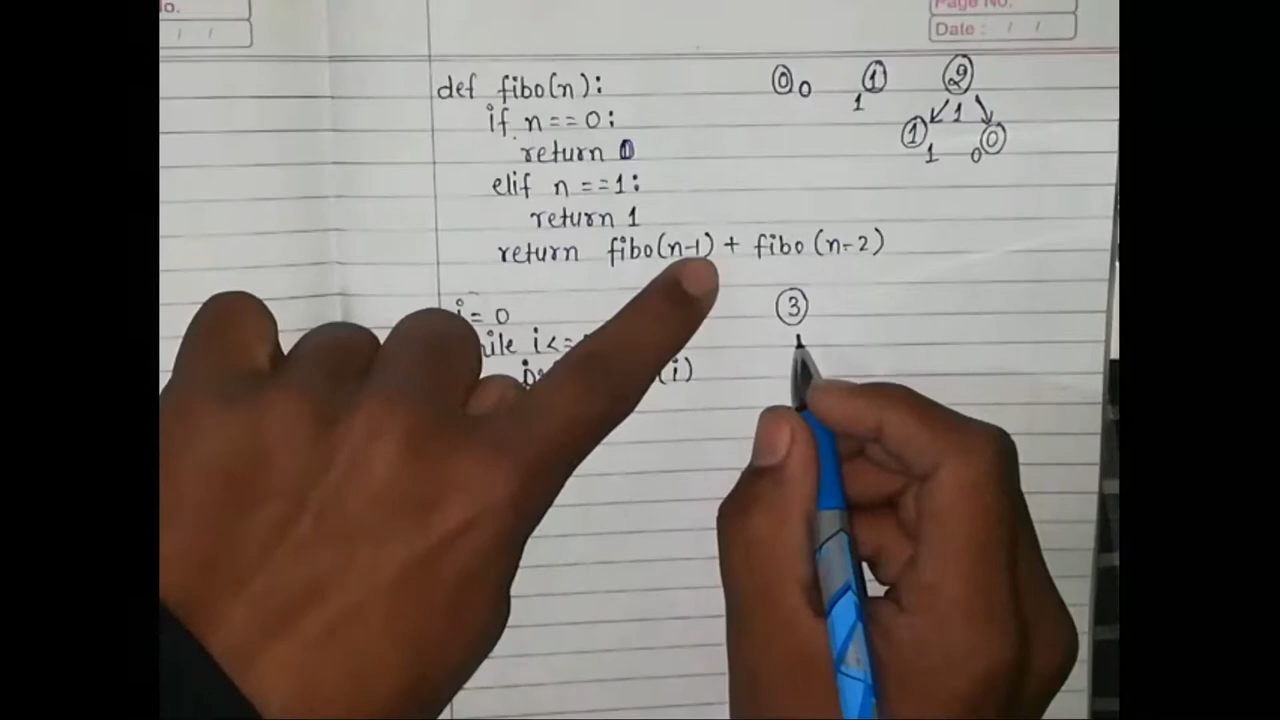 o.
/ /
Page No.
Date : / /
def fibo(n):
if n == 0:
return 0
elif n ==1:
return 1
return fibo(n-1) + fibo (n-2)
i= 0
i<=
(i)
0 0
1 1
2
1
1 0
1 0
3